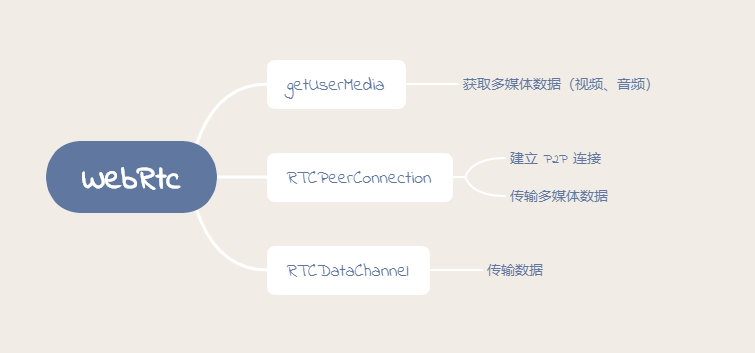 getUserMedia
获取多媒体数据（视频、音频）
建立 P2P 连接
WebRtc
RTCPeerConnection
传输多媒体数据
RTCDataChannel
传输数据